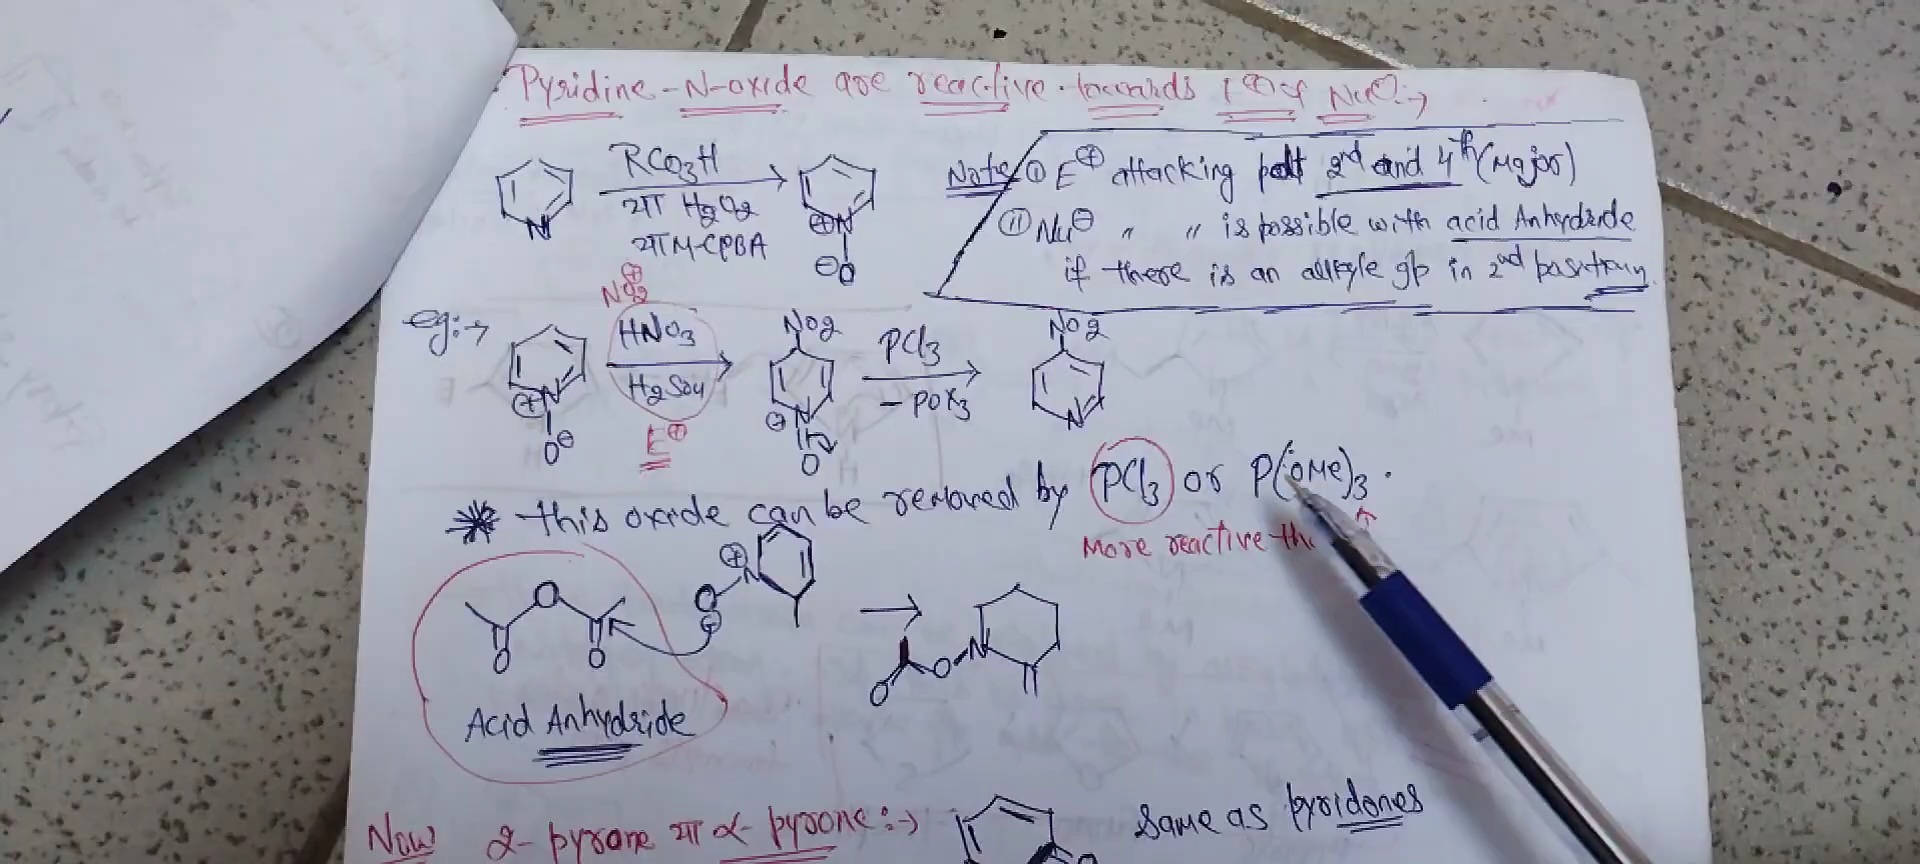 Pyridine-N-oxide are reactive towards E⊕ & Nu⊖:→
RCO3H
या H2O2
या M-CPBA
N
⊕N
⊖O
Note ① E⊕ attacking 2nd and 4th (Major)
② Nu⊖ " " is possible with acid Anhydride
if there is an alkyle gp in 2nd position
eg:→
NO2⊕
HNO3
H2SO4
E⊕
⊕N
O⊖
NO2
⊕N
O
PCl3
- POX3
NO2
N
* this oxide can be removed by PCl3 or P(OMe)3.
More reactive
O
O
O
O
⊖
⊕
N
O
O-N
Acid Anhydride
Now 2-pyrone या α-pyrone:→
O
Same as pyridones